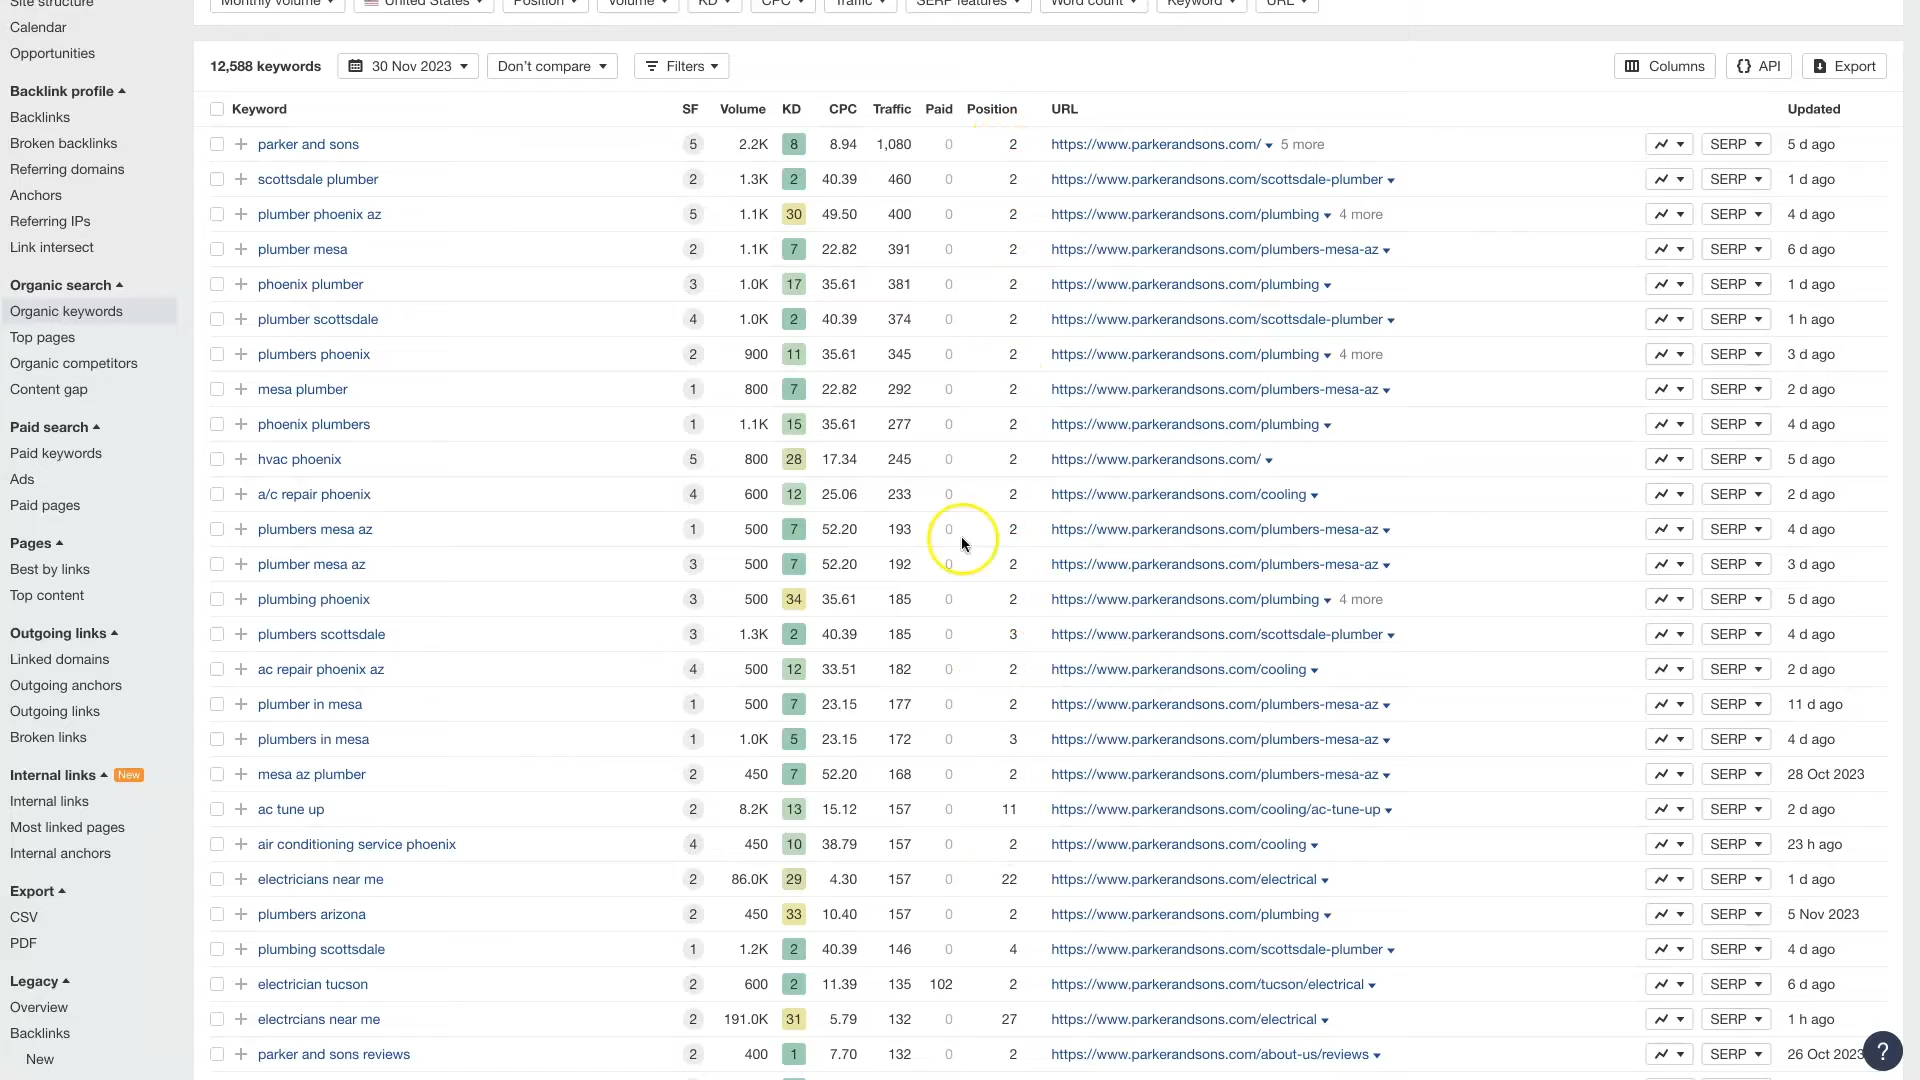 Site structure
Calendar
Opportunities
Backlink profile
Backlinks
Broken backlinks
Referring domains
Anchors
Referring IPs
Link intersect
Organic search
Organic keywords
Top pages
Organic competitors
Content gap
Paid search
Paid keywords
Ads
Paid pages
Pages
Best by links
Top content
Outgoing links
Linked domains
Outgoing anchors
Outgoing links
Broken links
Internal links New
Internal links
Most linked pages
Internal anchors
Export
CSV
PDF
Legacy
Overview
Backlinks
New
Monthly volume United States Position Volume KD CPC Traffic SERP features Word count Keyword URL
12,588 keywords 30 Nov 2023 Don't compare Filters Columns API Export
Keyword SF Volume KD CPC Traffic Paid Position URL Updated
parker and sons 5 2.2K 8 8.94 1,080 0 2 https://www.parkerandsons.com/ 5 more SERP 5 d ago
scottsdale plumber 2 1.3K 2 40.39 460 0 2 https://www.parkerandsons.com/scottsdale-plumber SERP 1 d ago
plumber phoenix az 5 1.1K 30 49.50 400 0 2 https://www.parkerandsons.com/plumbing 4 more SERP 4 d ago
plumber mesa 2 1.1K 7 22.82 391 0 2 https://www.parkerandsons.com/plumbers-mesa-az SERP 6 d ago
phoenix plumber 3 1.0K 17 35.61 381 0 2 https://www.parkerandsons.com/plumbing SERP 1 d ago
plumber scottsdale 4 1.0K 2 40.39 374 0 2 https://www.parkerandsons.com/scottsdale-plumber SERP 1 h ago
plumbers phoenix 2 900 11 35.61 345 0 2 https://www.parkerandsons.com/plumbing 4 more SERP 3 d ago
mesa plumber 1 800 7 22.82 292 0 2 https://www.parkerandsons.com/plumbers-mesa-az SERP 2 d ago
phoenix plumbers 1 1.1K 15 35.61 277 0 2 https://www.parkerandsons.com/plumbing SERP 4 d ago
hvac phoenix 5 800 28 17.34 245 0 2 https://www.parkerandsons.com/ SERP 5 d ago
a/c repair phoenix 4 600 12 25.06 233 0 2 https://www.parkerandsons.com/cooling SERP 2 d ago
plumbers mesa az 1 500 7 52.20 193 0 2 https://www.parkerandsons.com/plumbers-mesa-az SERP 4 d ago
plumber mesa az 3 500 7 52.20 192 0 2 https://www.parkerandsons.com/plumbers-mesa-az SERP 3 d ago
plumbing phoenix 3 500 34 35.61 185 0 2 https://www.parkerandsons.com/plumbing 4 more SERP 5 d ago
plumbers scottsdale 3 1.3K 2 40.39 185 0 3 https://www.parkerandsons.com/scottsdale-plumber SERP 4 d ago
ac repair phoenix az 4 500 12 33.51 182 0 2 https://www.parkerandsons.com/cooling SERP 2 d ago
plumber in mesa 1 500 7 23.15 177 0 2 https://www.parkerandsons.com/plumbers-mesa-az SERP 11 d ago
plumbers in mesa 1 1.0K 5 23.15 172 0 3 https://www.parkerandsons.com/plumbers-mesa-az SERP 4 d ago
mesa az plumber 2 450 7 52.20 168 0 2 https://www.parkerandsons.com/plumbers-mesa-az SERP 28 Oct 2023
ac tune up 2 8.2K 13 15.12 157 0 11 https://www.parkerandsons.com/cooling/ac-tune-up SERP 2 d ago
air conditioning service phoenix 4 450 10 38.79 157 0 2 https://www.parkerandsons.com/cooling SERP 23 h ago
electricians near me 2 86.0K 29 4.30 157 0 22 https://www.parkerandsons.com/electrical SERP 1 d ago
plumbers arizona 2 450 33 10.40 157 0 2 https://www.parkerandsons.com/plumbing SERP 5 Nov 2023
plumbing scottsdale 1 1.2K 2 40.39 146 0 4 https://www.parkerandsons.com/scottsdale-plumber SERP 4 d ago
electrician tucson 2 600 2 11.39 135 102 2 https://www.parkerandsons.com/tucson/electrical SERP 6 d ago
electrcians near me 2 191.0K 31 5.79 132 0 27 https://www.parkerandsons.com/electrical SERP 1 h ago
parker and sons reviews 2 400 1 7.70 132 0 2 https://www.parkerandsons.com/about-us/reviews SERP 26 Oct 2023
?